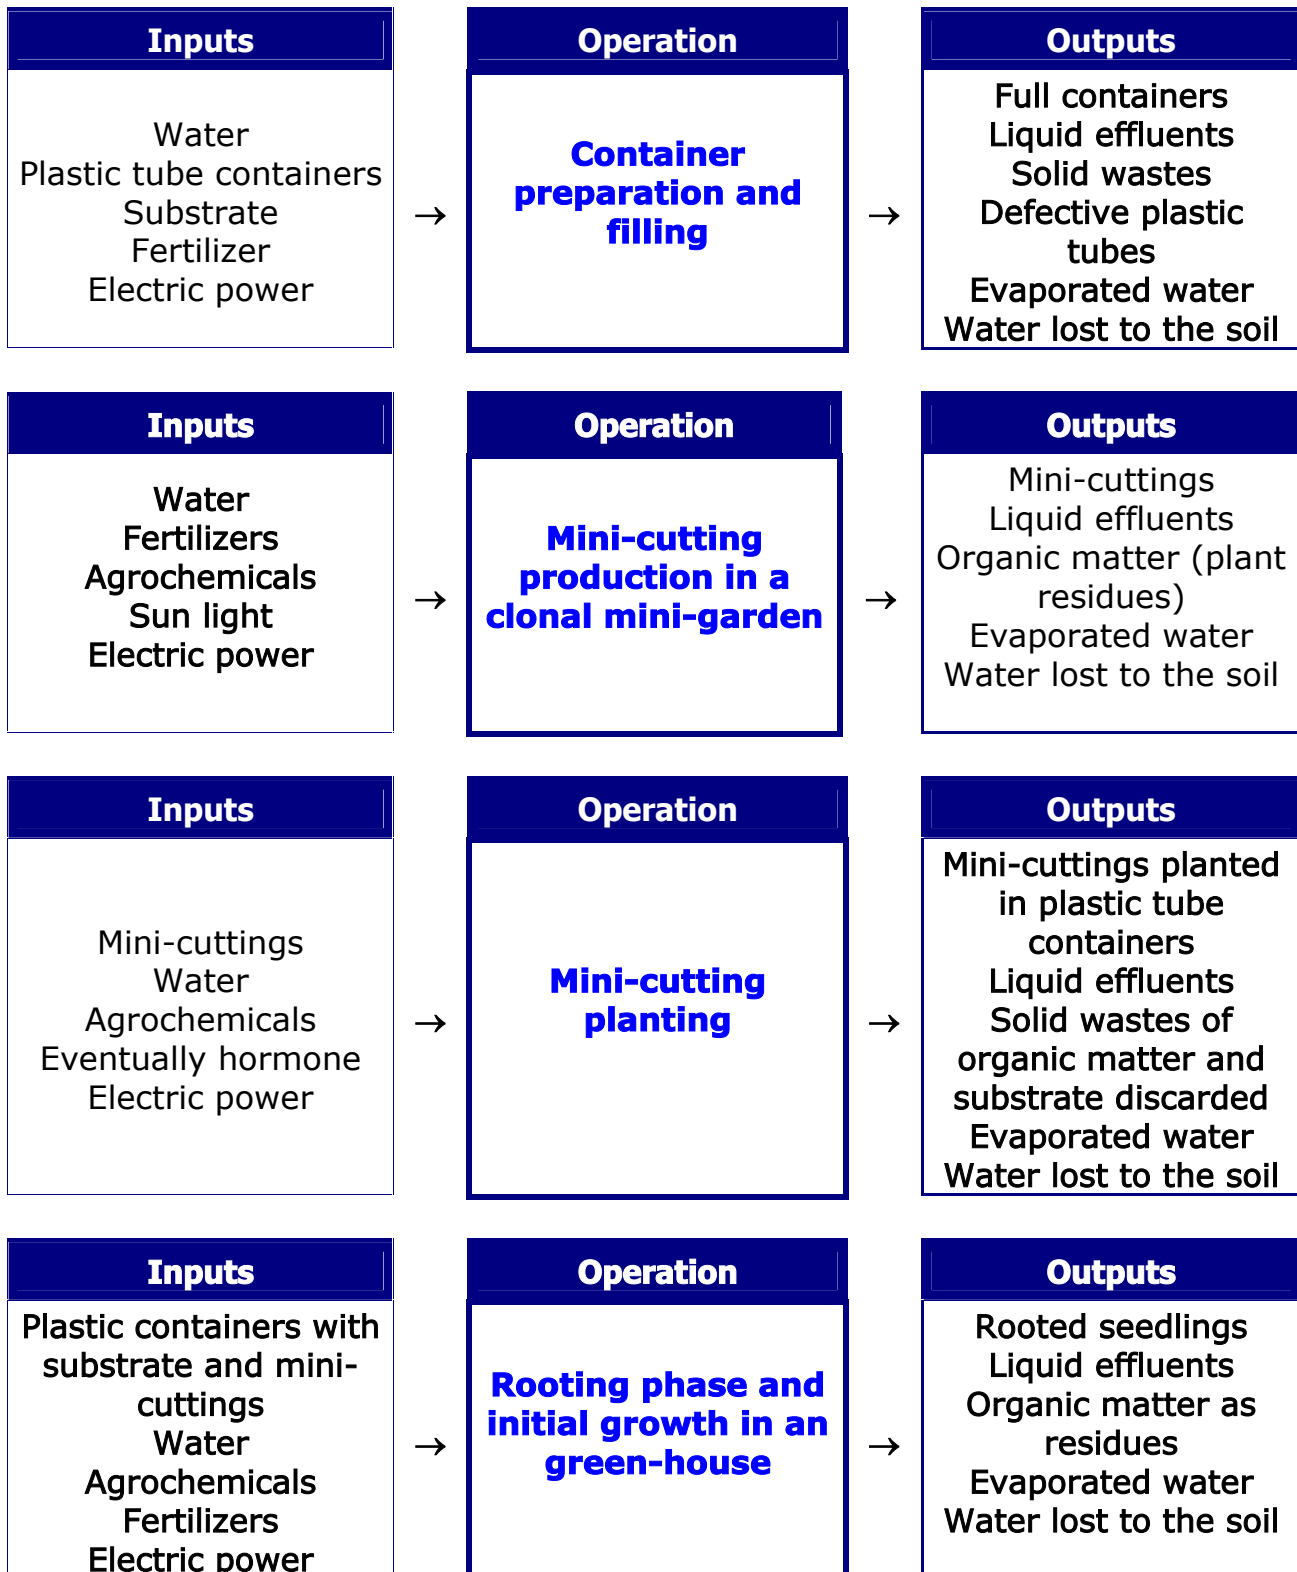 Inputs
Operation
Outputs
Water
Plastic tube containers
Substrate
Fertilizer
Electric power
→
Container
preparation and
filling
→
Full containers
Liquid effluents
Solid wastes
Defective plastic
tubes
Evaporated water
Water lost to the soil
Inputs
Operation
Outputs
Water
Fertilizers
Agrochemicals
Sun light
Electric power
→
Mini-cutting
production in a
clonal mini-garden
→
Mini-cuttings
Liquid effluents
Organic matter (plant
residues)
Evaporated water
Water lost to the soil
Inputs
Operation
Outputs
Mini-cuttings
Water
Agrochemicals
Eventually hormone
Electric power
→
Mini-cutting
planting
→
Mini-cuttings planted
in plastic tube
containers
Liquid effluents
Solid wastes of
organic matter and
substrate discarded
Evaporated water
Water lost to the soil
Inputs
Operation
Outputs
Plastic containers with
substrate and mini-
cuttings
Water
Agrochemicals
Fertilizers
Electric power
→
Rooting phase and
initial growth in an
green-house
→
Rooted seedlings
Liquid effluents
Organic matter as
residues
Evaporated water
Water lost to the soil